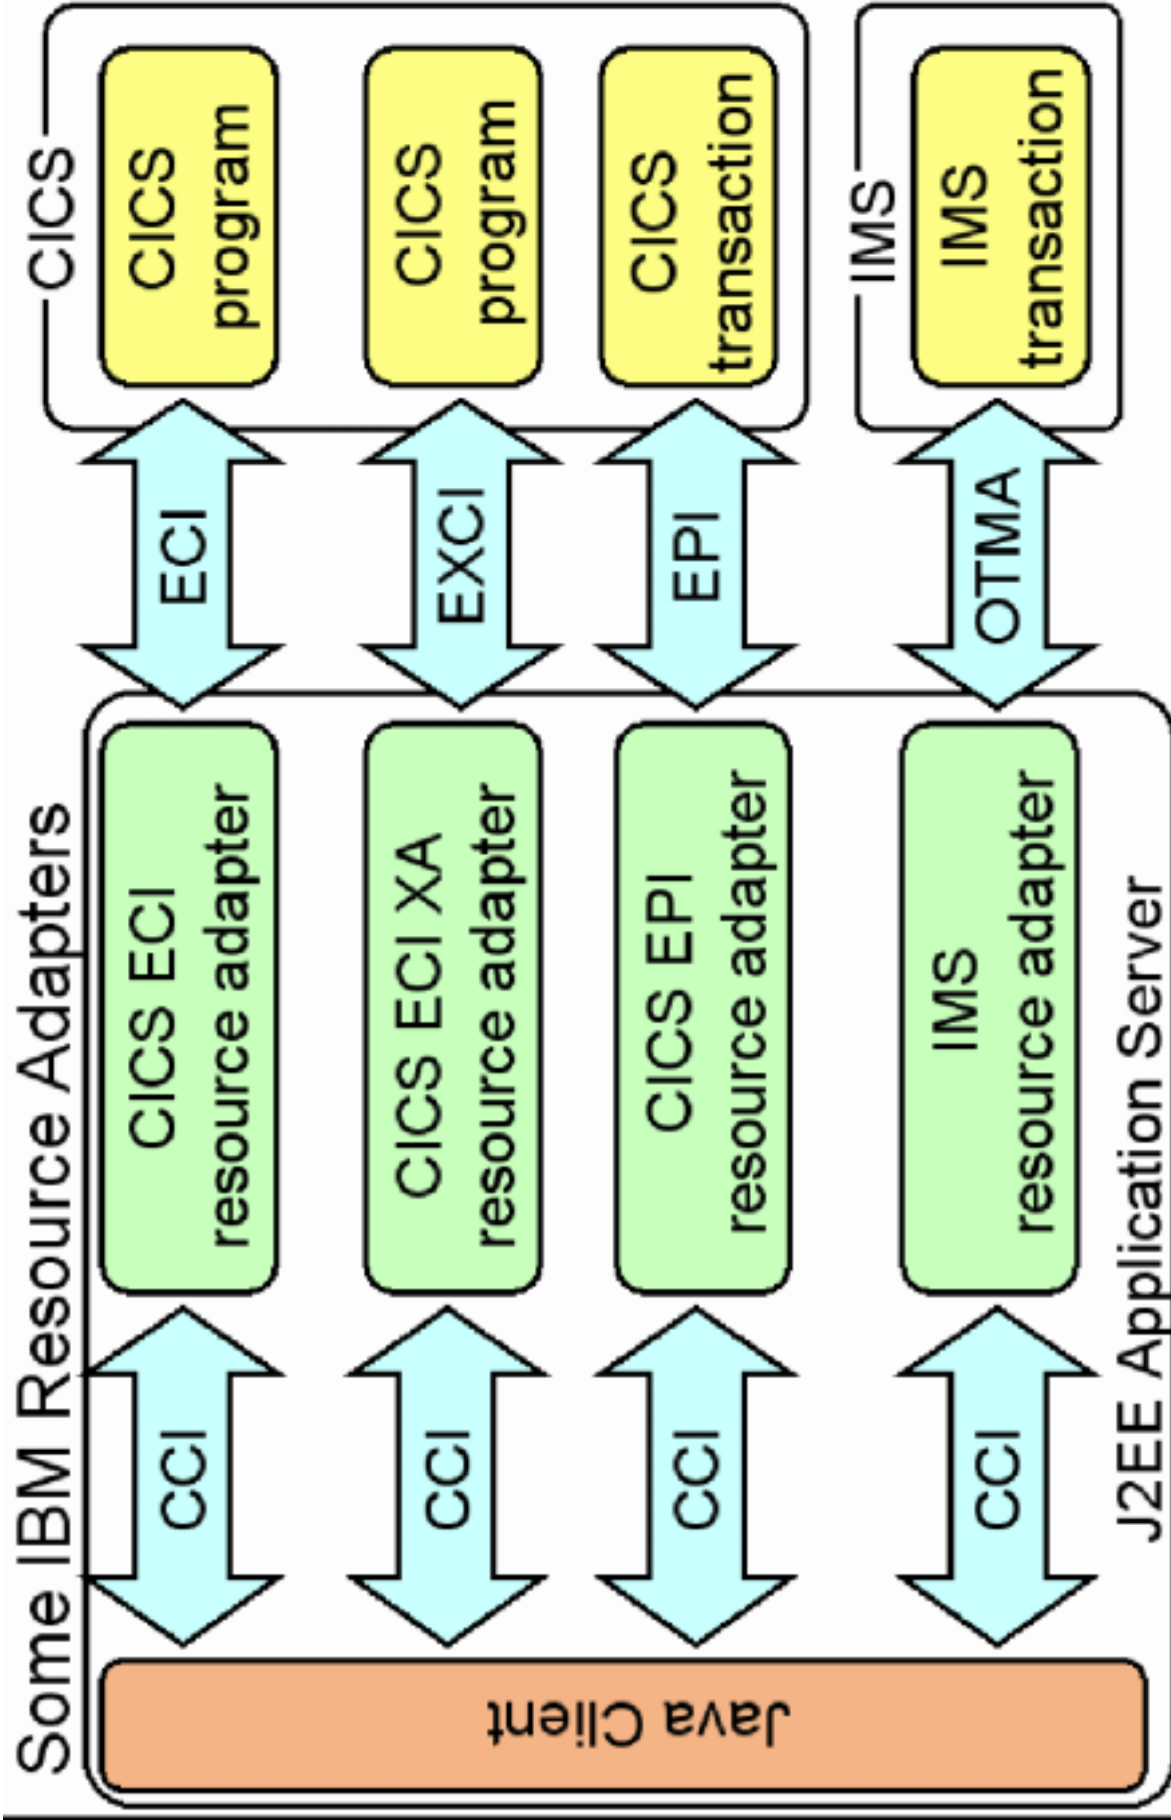 Some IBM Resource Adapters
Java Client
CCI
CICS ECI
resource adapter
ECI
CICS
CICS
program
CCI
CICS ECI XA
resource adapter
EXCI
CICS
program
CCI
CICS EPI
resource adapter
EPI
CICS
transaction
CCI
IMS
resource adapter
OTMA
IMS
IMS
transaction
J2EE Application Server